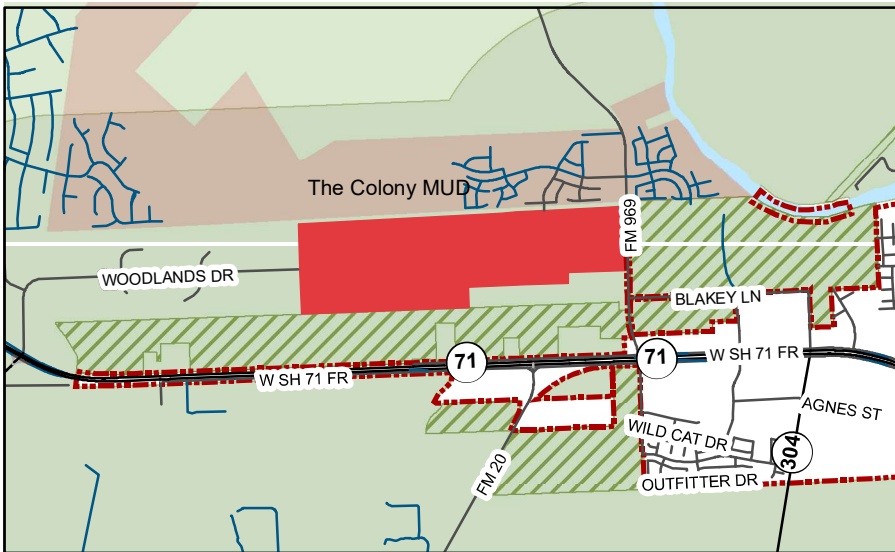 The Colony MUD
FM 969
WOODLANDS DR
BLAKEY LN
71
71
W SH 71 FR
W SH 71 FR
AGNES ST
WILD CAT DR
304
FM 20
OUTFITTER DR